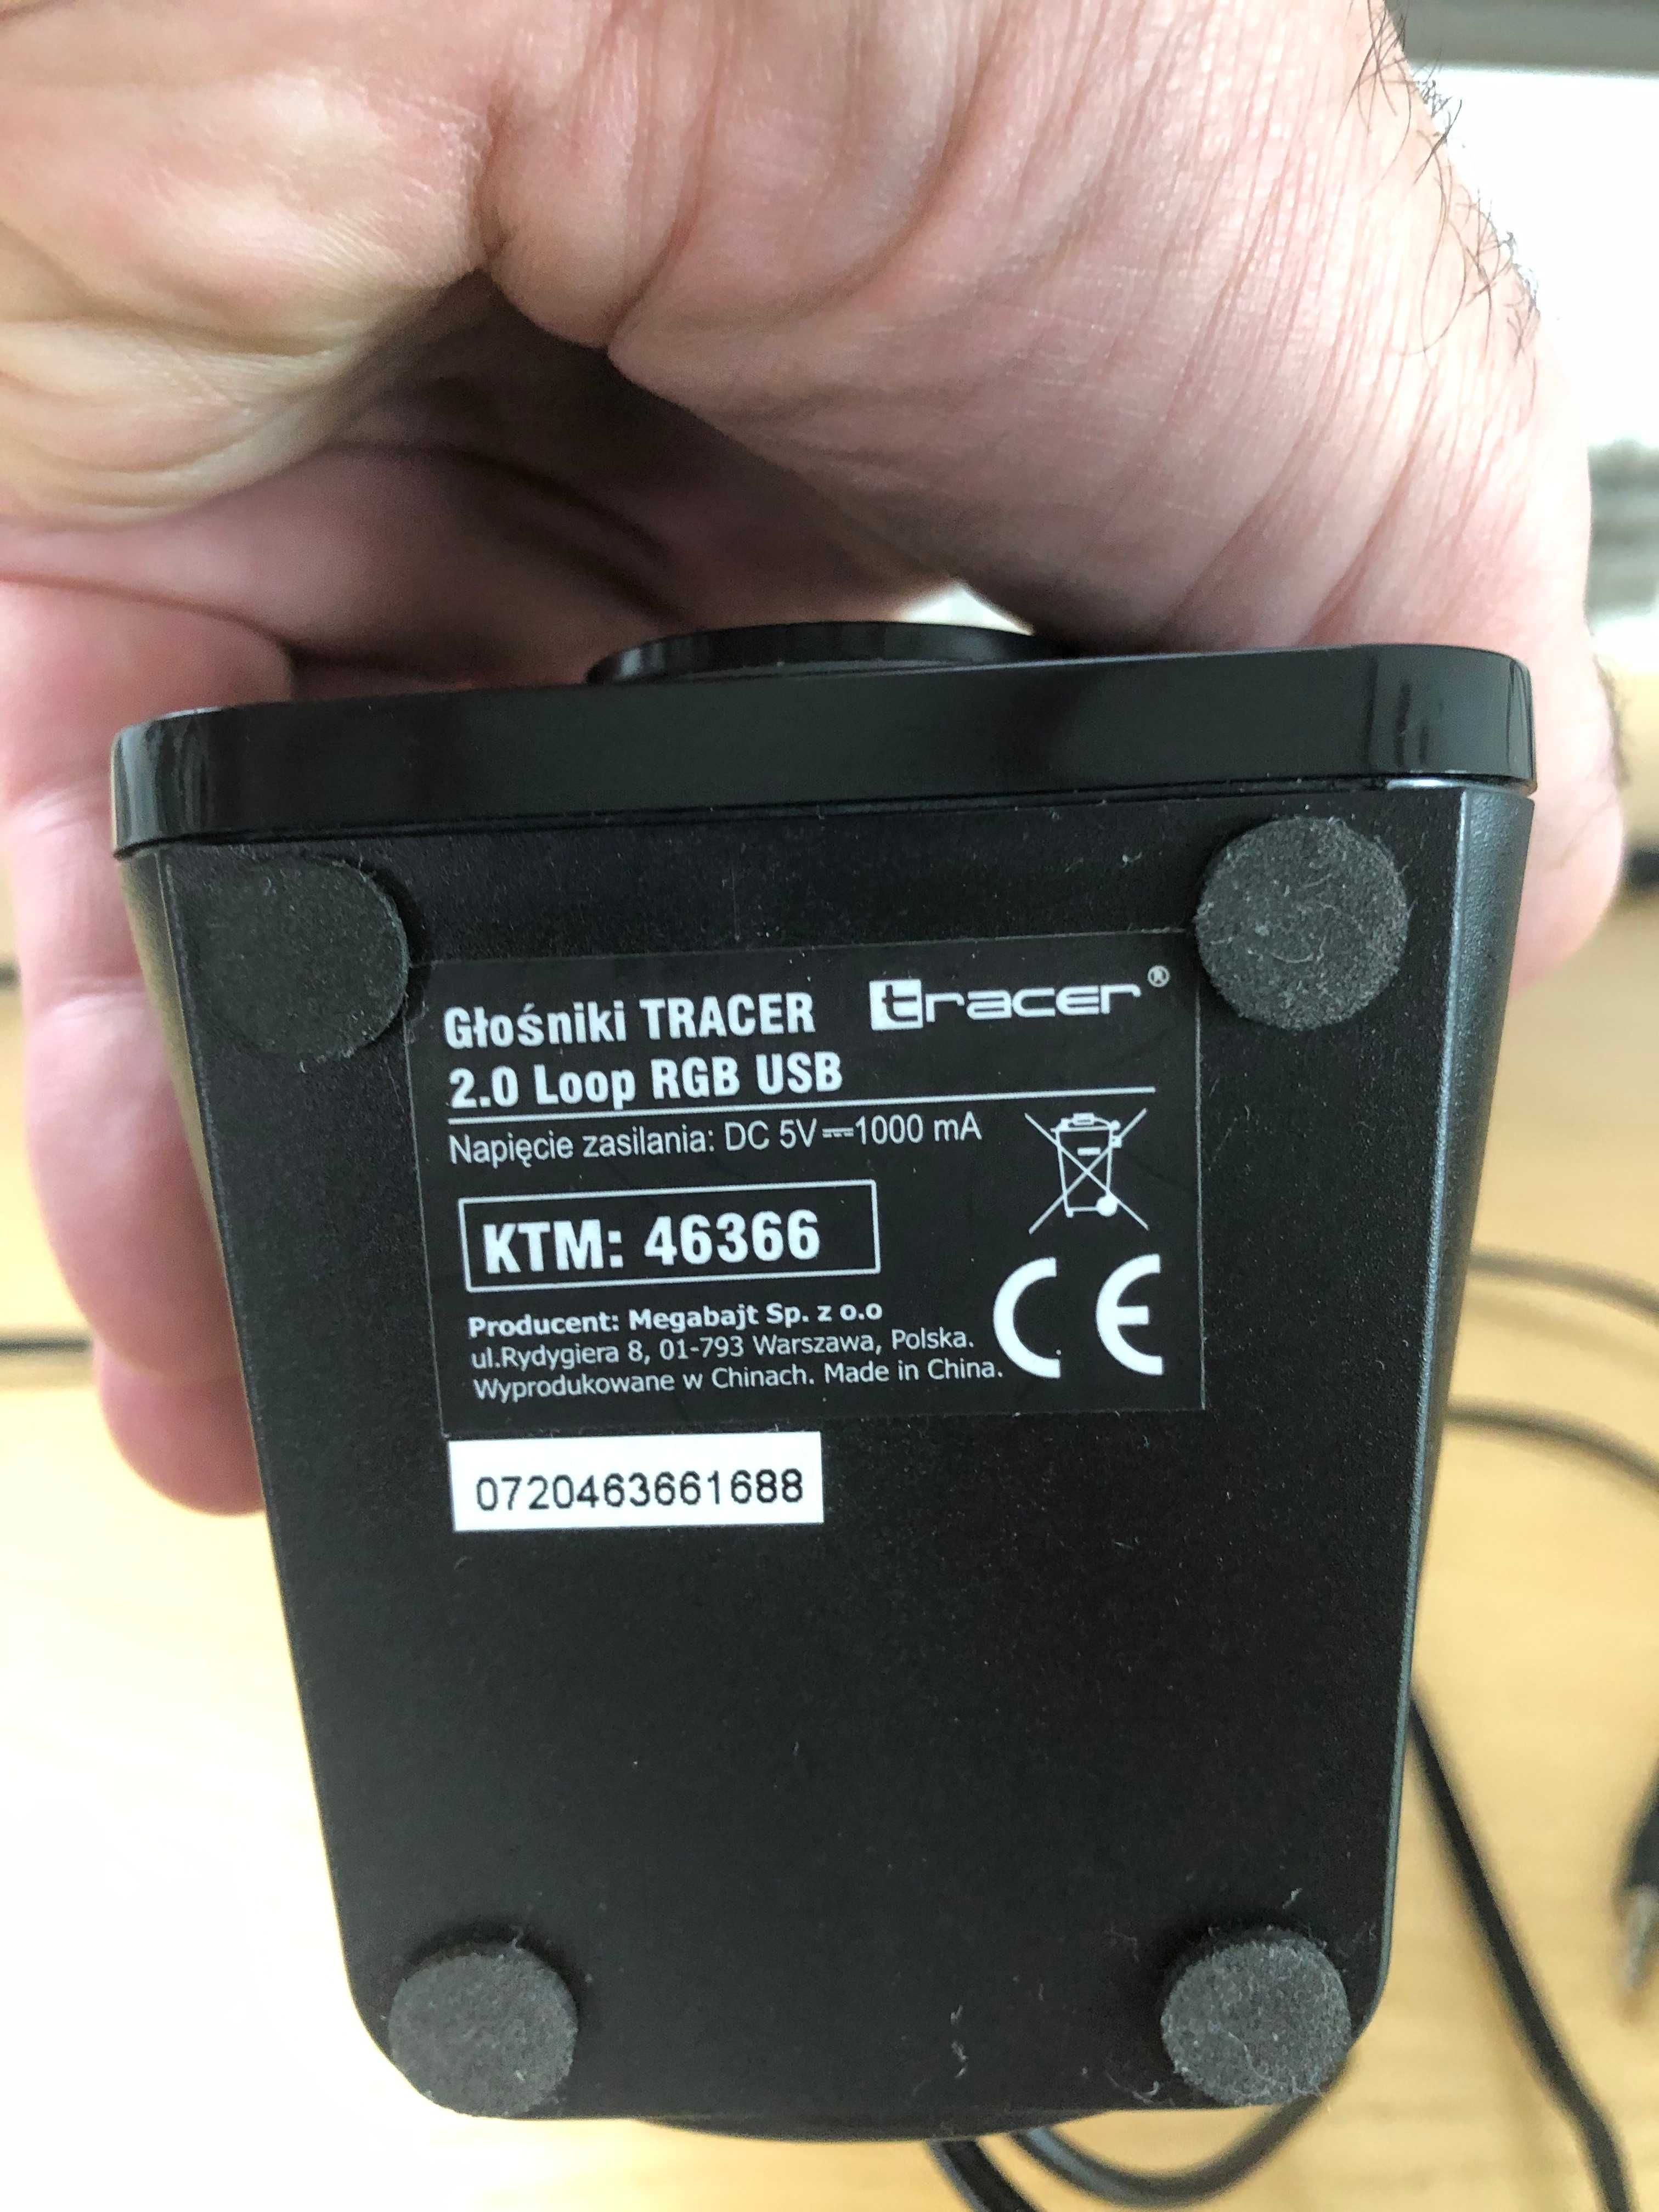 Głośniki TRACER
2.0 Loop RGB USB
tracer®
Napięcie zasilania: DC 5V⎓1000 mA
KTM: 46366
Producent: Megabajt Sp. z o.o
ul.Rydygiera 8, 01-793 Warszawa, Polska.
Wyprodukowane w Chinach. Made in China.
CE
0720463661688